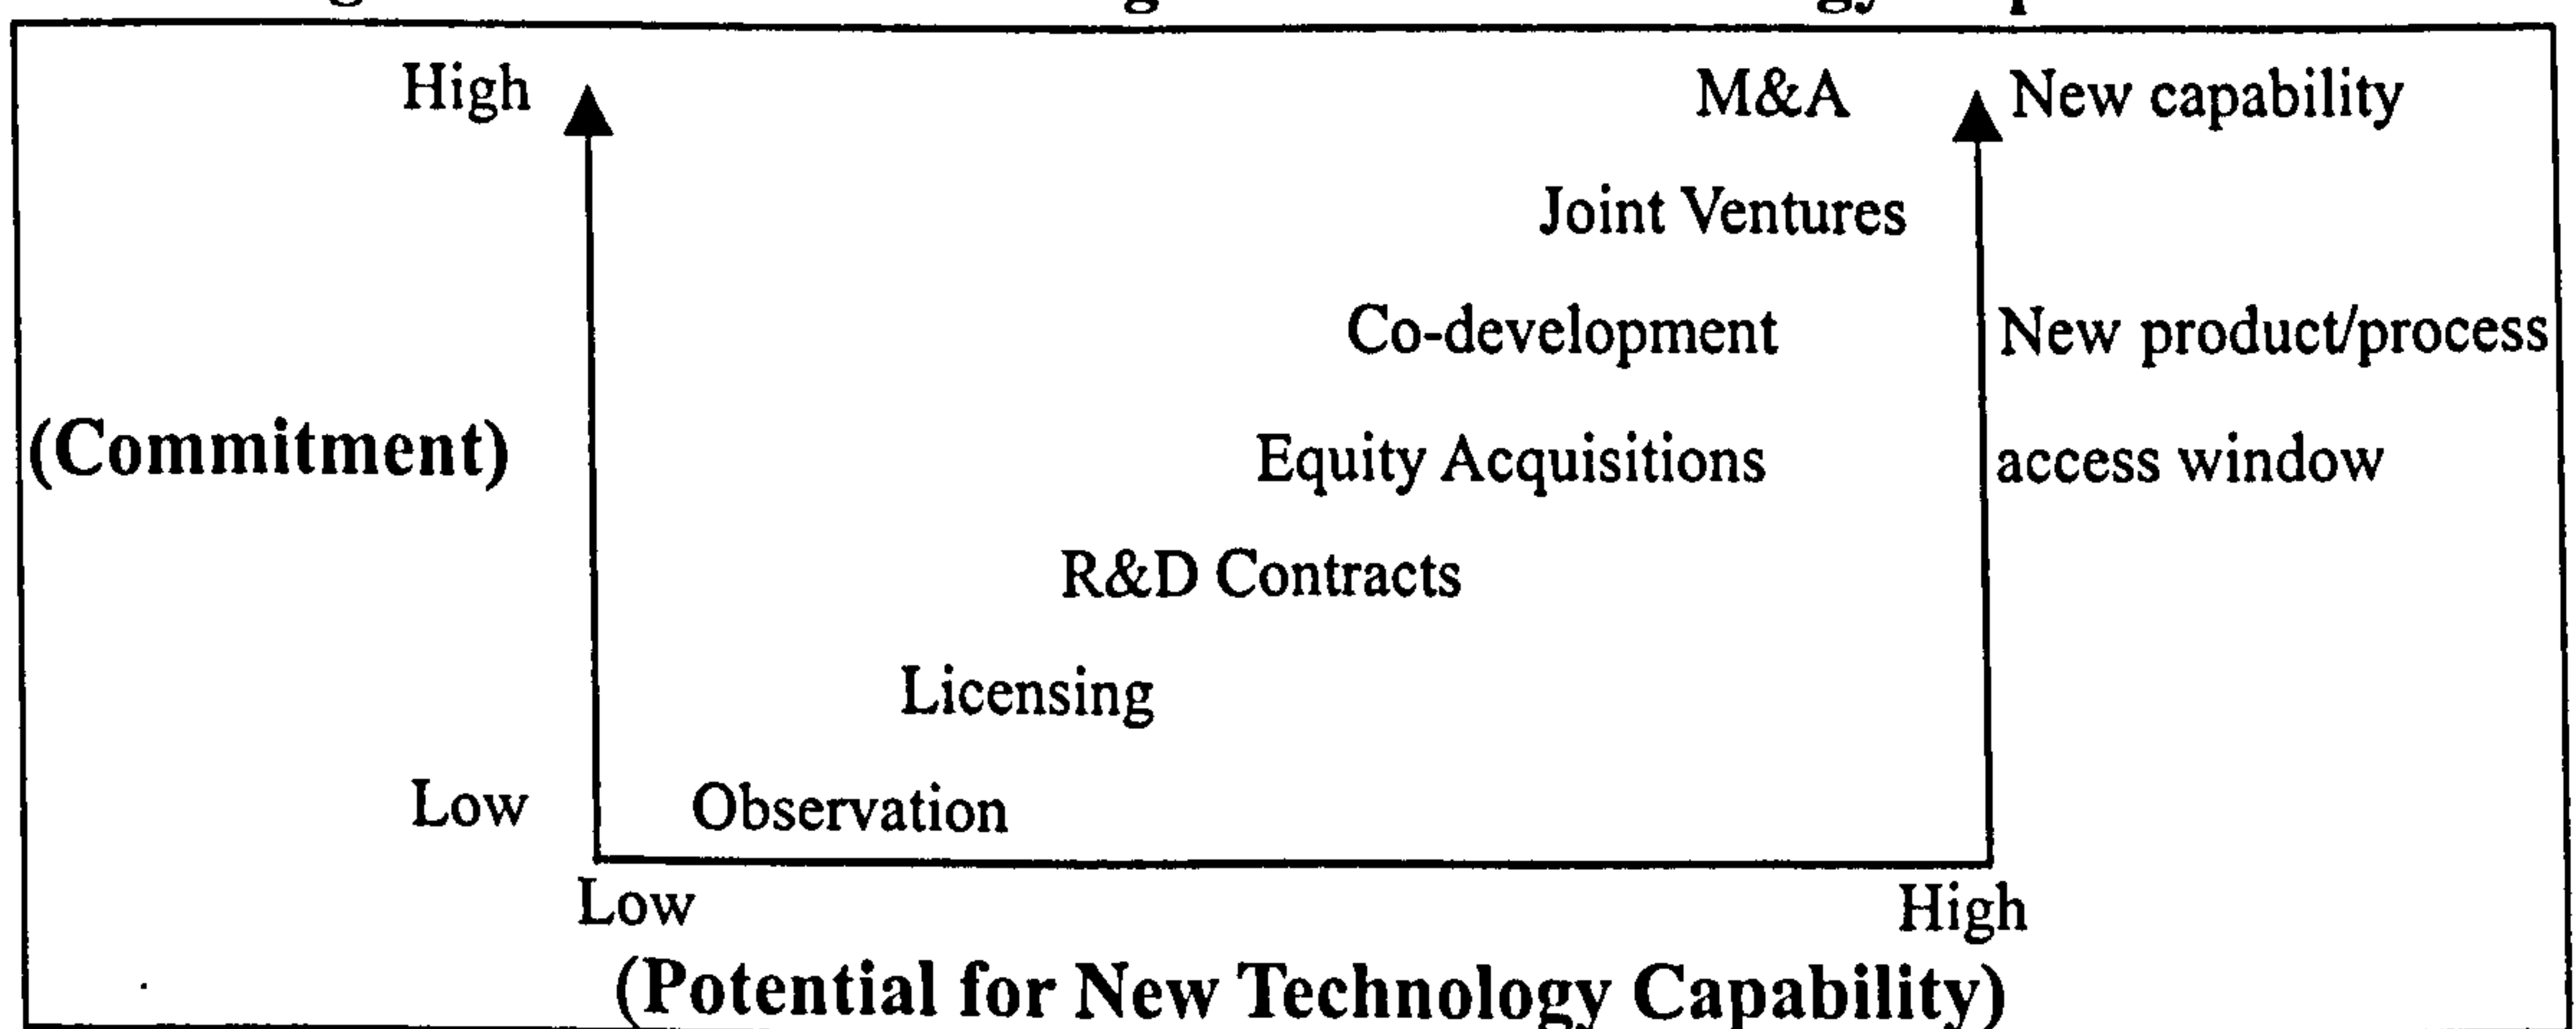 High M&A New capability
Joint Ventures
Co-development New product/process
(Commitment) Equity Acquisitions access window
R&D Contracts
Licensing
Low Observation
Low High
(Potential for New Technology Capability)